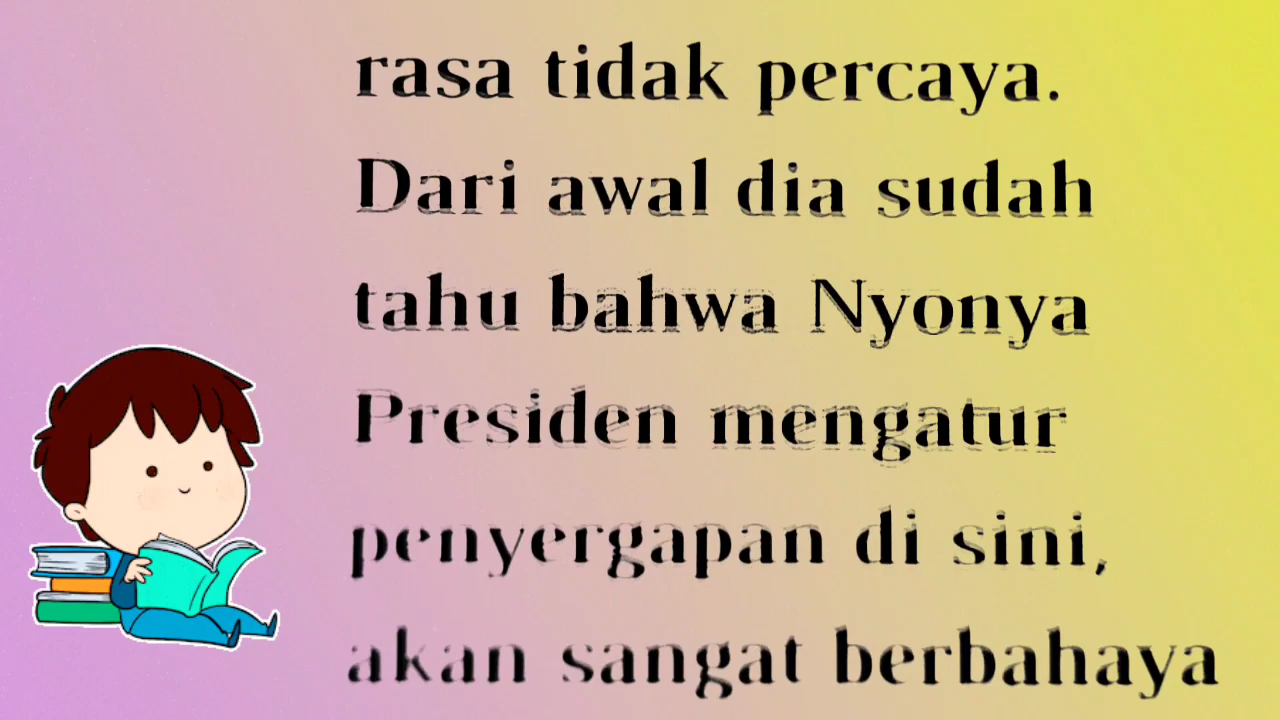 rasa tidak percaya.
Dari awal dia sudah
tahu bahwa Nyonya
Presiden mengatur
penyergapan di sini,
akan sangat berbahaya